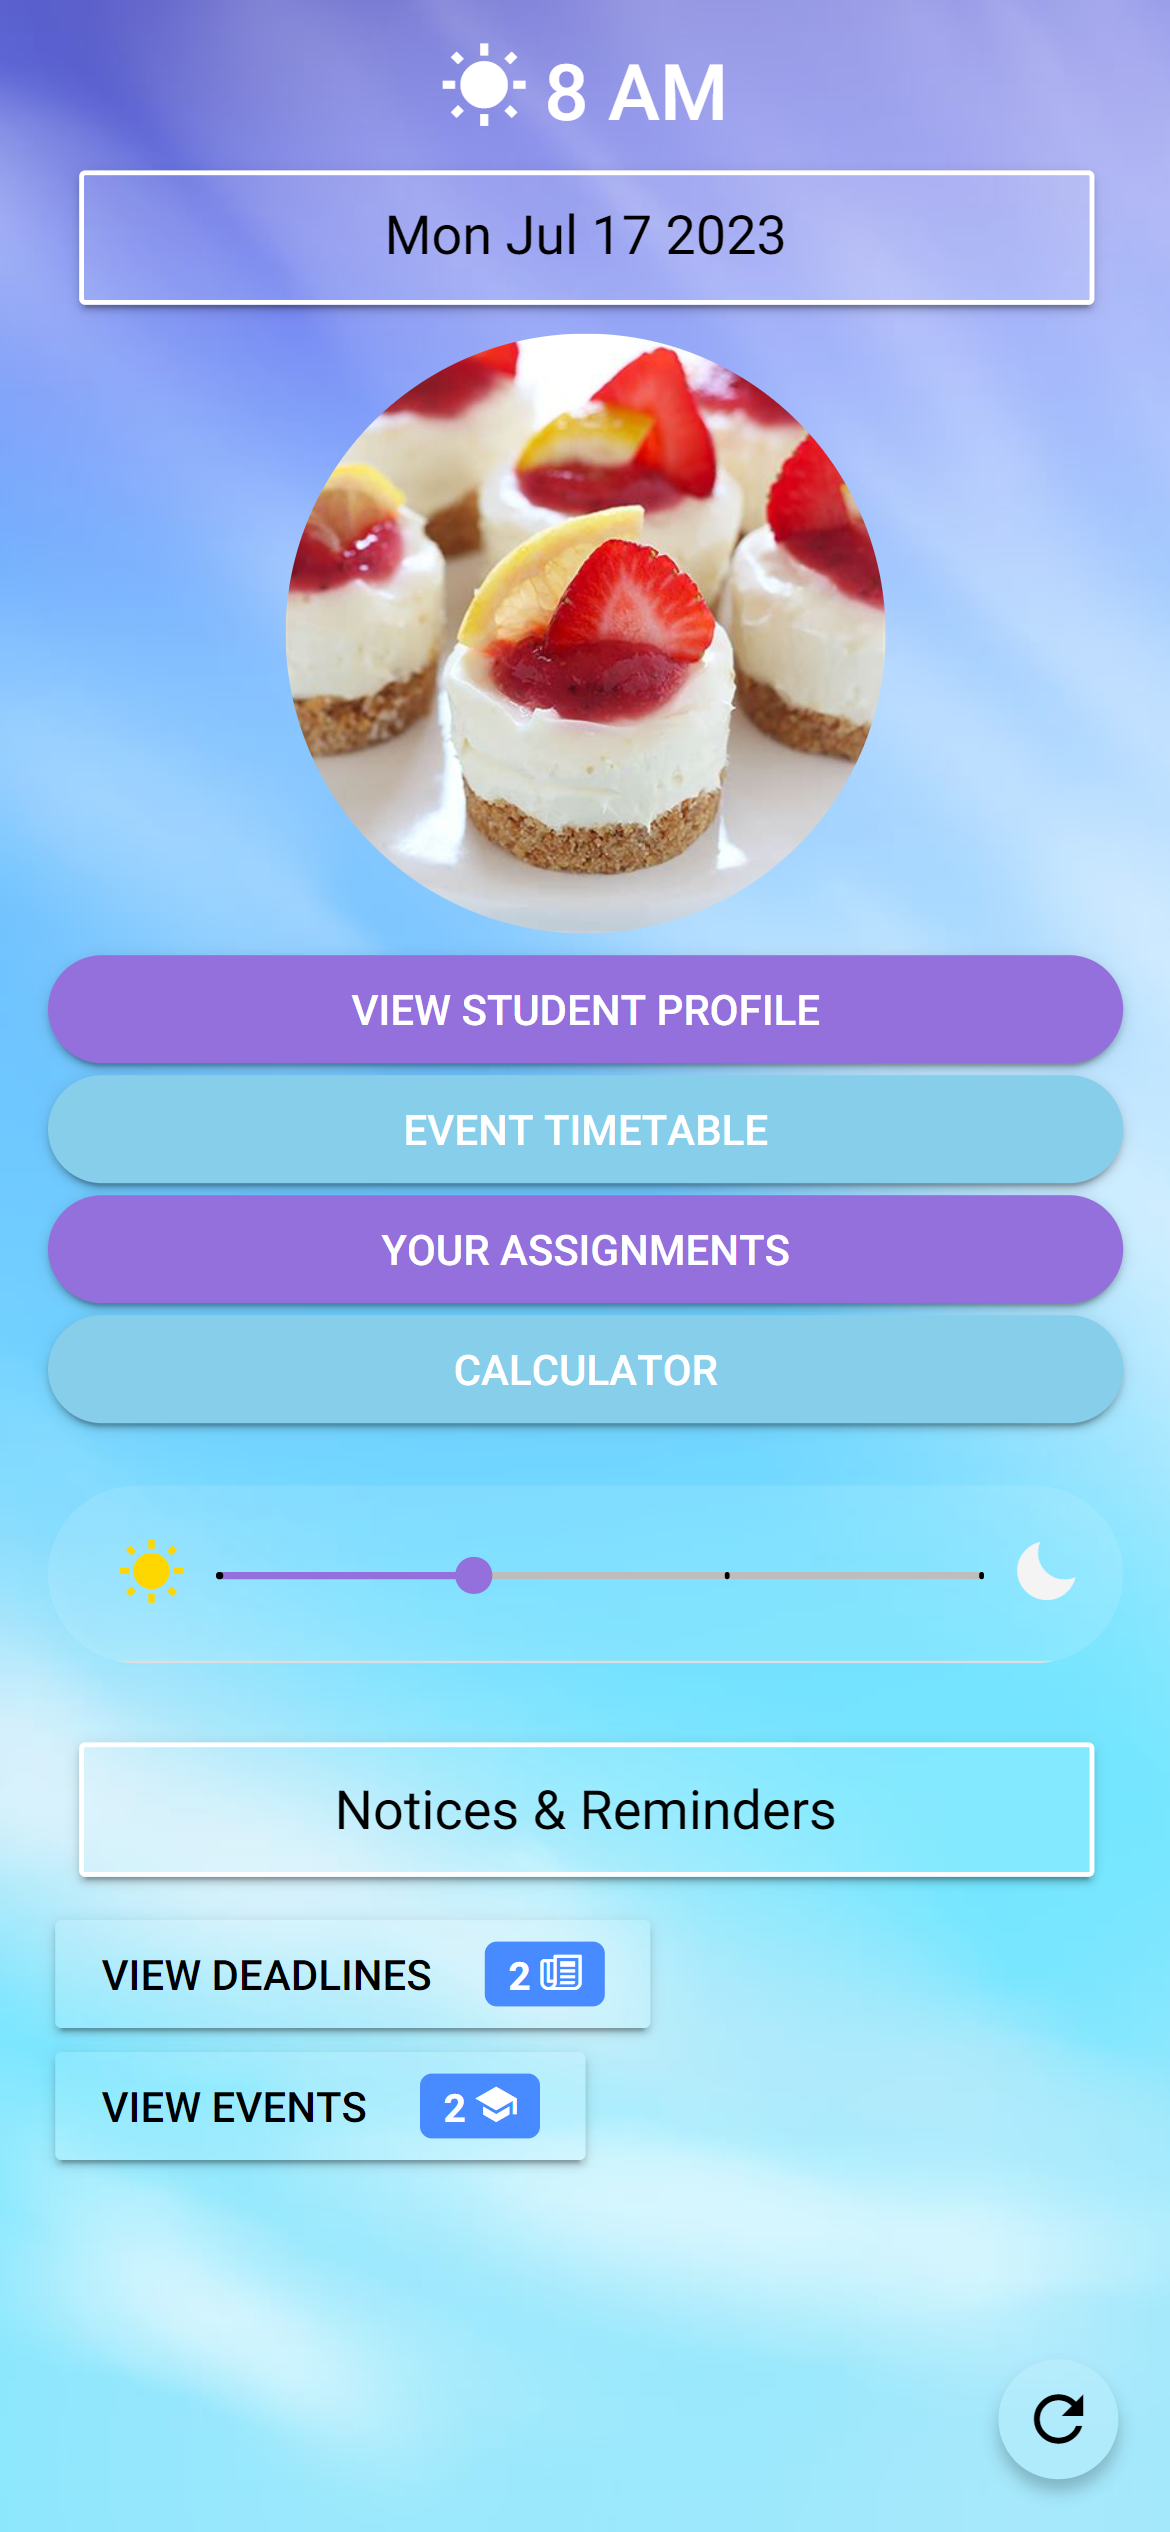 8 AM
Mon Jul 17 2023
VIEW STUDENT PROFILE
EVENT TIMETABLE
YOUR ASSIGNMENTS
CALCULATOR
Notices & Reminders
VIEW DEADLINES 2
VIEW EVENTS 2